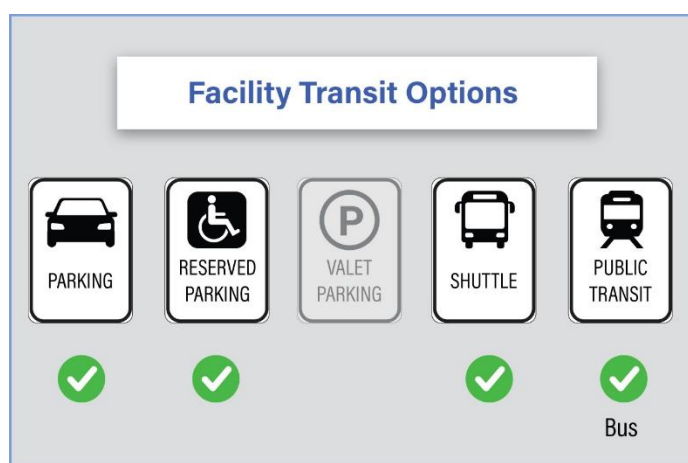 Facility Transit Options
PARKING
RESERVED
PARKING
P
VALET
PARKING
SHUTTLE
PUBLIC
TRANSIT
Bus